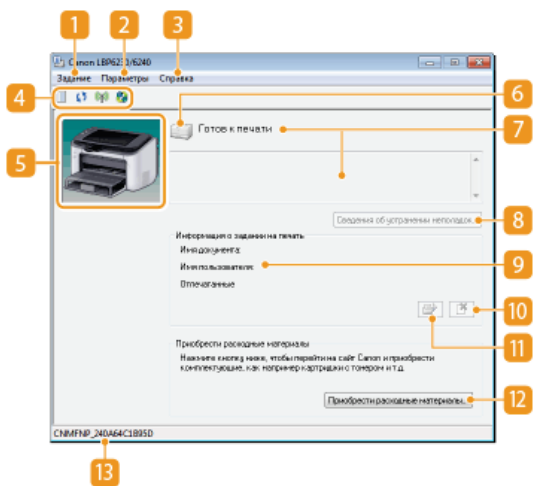 1 2 3
Canon LBP6230/6240
Задание Параметры Справка
4
5
6
Готов к печати
7
Сведения об устранении неполадок...
8
Информация о задании на печать
Имя документа:
Имя пользователя:
9
Отпечатанные
10
11
Приобрести расходные материалы
Нажмите кнопку ниже, чтобы перейти на сайт Canon и приобрести
комплектующие, как например картриджи с тонером и т.д.
Приобрести расходные материалы...
12
CNMFNP_240A64C1B95D
13